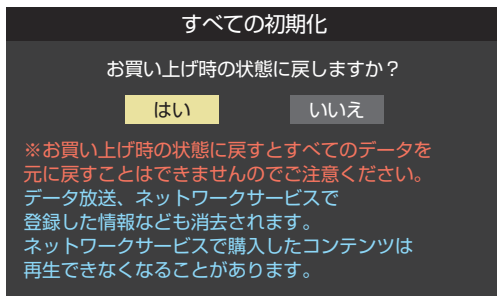 すべての初期化
お買い上げ時の状態に戻しますか？
はい
いいえ
※お買い上げ時の状態に戻すとすべてのデータを
元に戻すことはできませんのでご注意ください。
データ放送、ネットワークサービスで
登録した情報なども消去されます。
ネットワークサービスで購入したコンテンツは
再生できなくなることがあります。